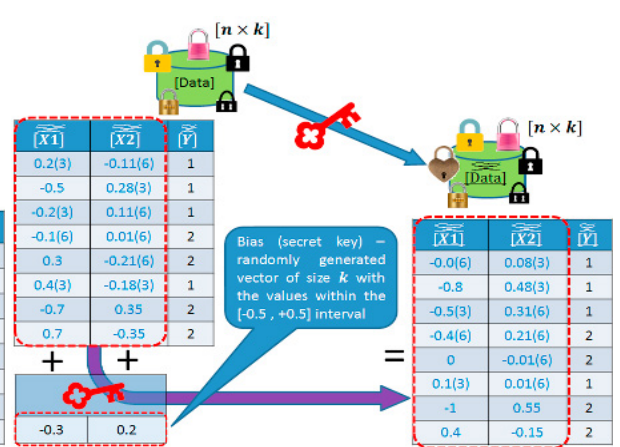 [n × k]
[Data]
[n × k]
[Data]
[X1] [X2] [Y]
0.2(3) -0.11(6) 1
-0.5 0.28(3) 1
-0.2(3) 0.11(6) 1
-0.1(6) 0.01(6) 2
0.3 -0.21(6) 2
0.4(3) -0.18(3) 1
-0.7 0.35 2
0.7 -0.35 2
+ +
-0.3 0.2
Bias (secret key) –
randomly generated
vector of size k with
the values within the
[-0.5 , +0.5] interval
=
[X1] [X2] [Y]
-0.0(6) 0.08(3) 1
-0.8 0.48(3) 1
-0.5(3) 0.31(6) 1
-0.4(6) 0.21(6) 2
0 -0.01(6) 2
0.1(3) 0.01(6) 1
-1 0.55 2
0.4 -0.15 2